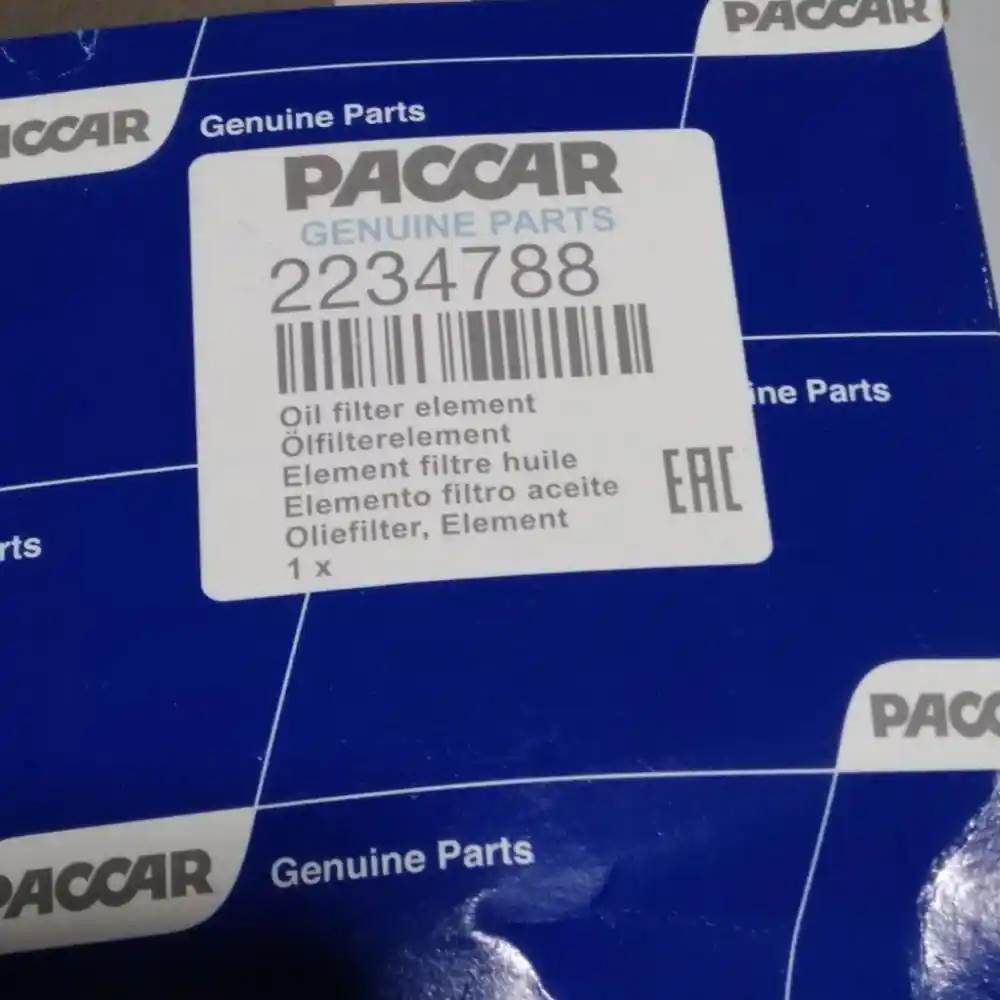 PACCAR
PACCAR
Genuine Parts
PACCAR
GENUINE PARTS
2234788
Oil filter element
Ölfilterelement
Element filtre huile
Elemento filtro aceite
Oliefilter, Element
1 x
EAC
ine Parts
rts
PACC
PACCAR
Genuine Parts